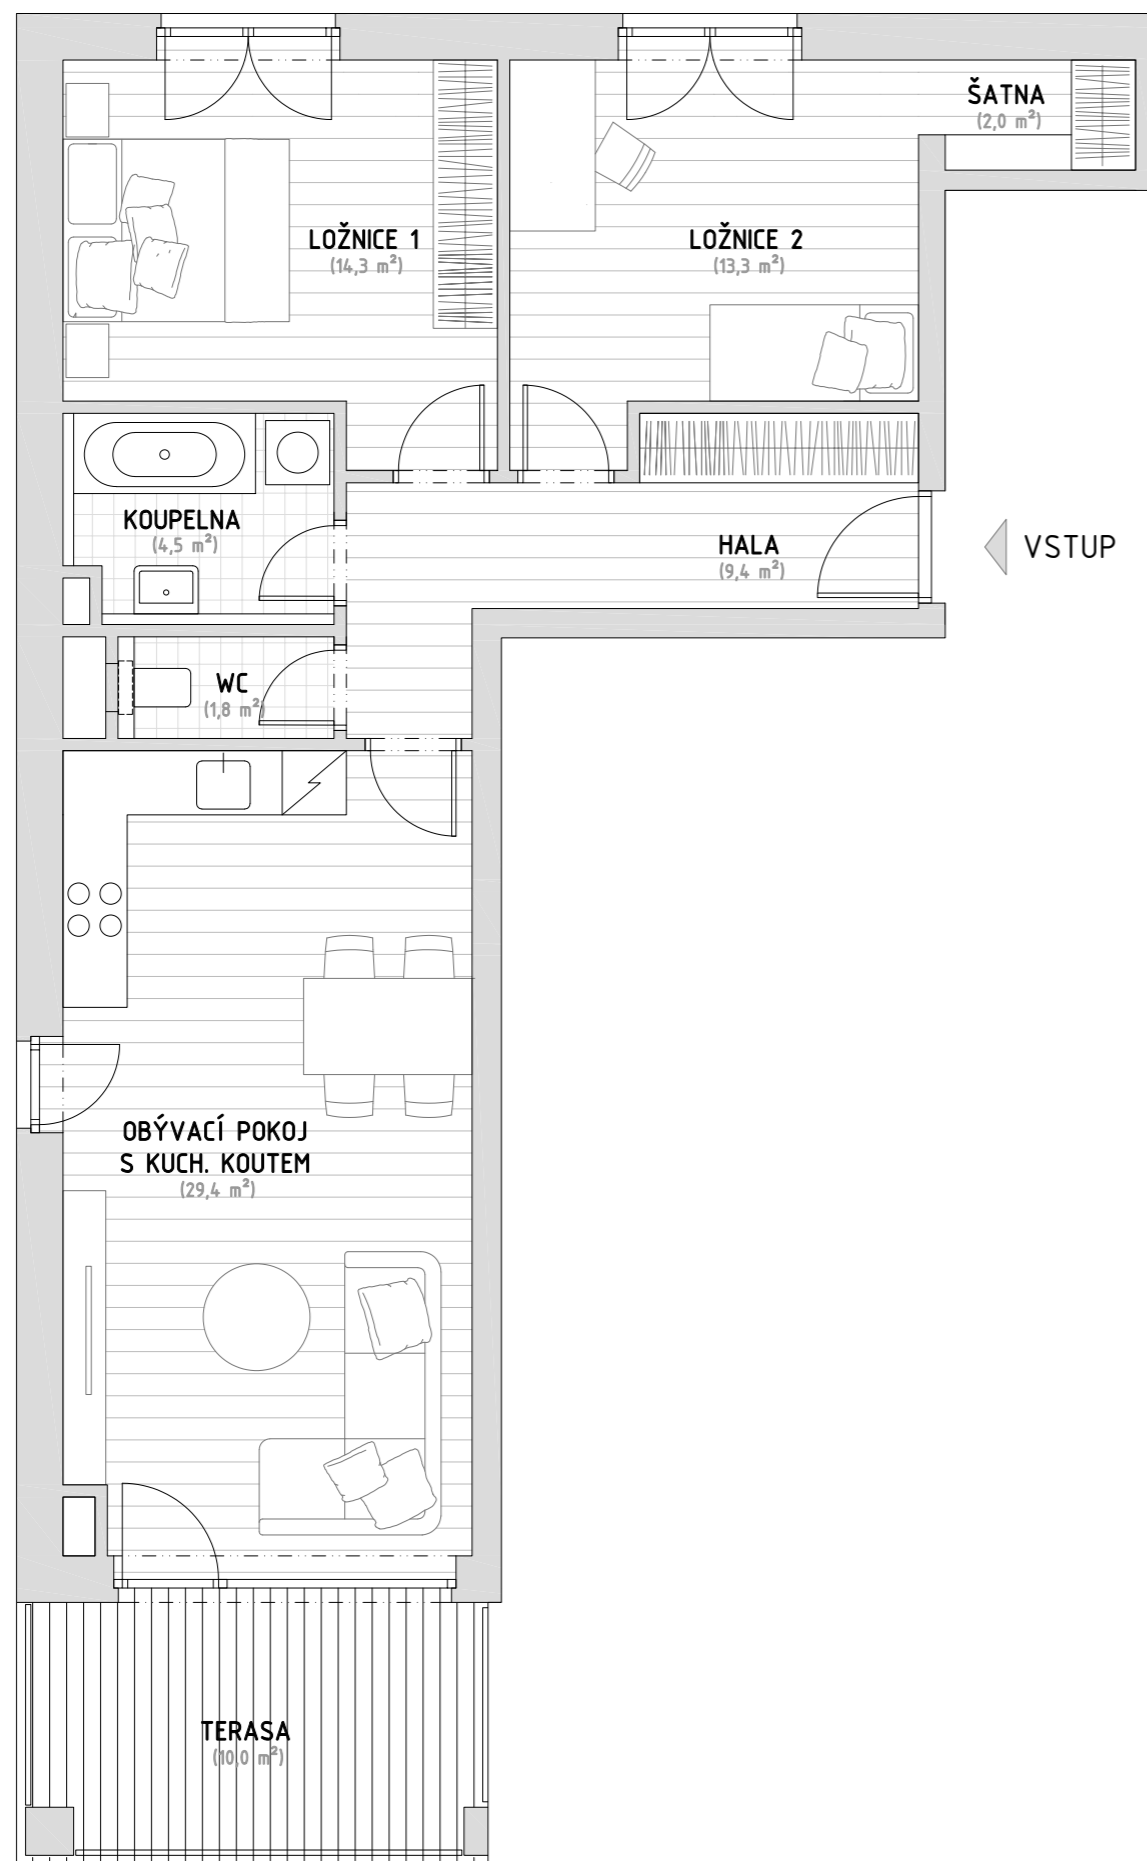 ŠATNA
(2,0 m²)
LOŽNICE 1
(14,3 m²)
LOŽNICE 2
(13,3 m²)
KOUPELNA
(4,5 m²)
HALA
(9,4 m²)
VSTUP
WC
(1,8 m²)
OBÝVACÍ POKOJ
S KUCH. KOUTEM
(29,4 m²)
TERASA
(10,0 m²)